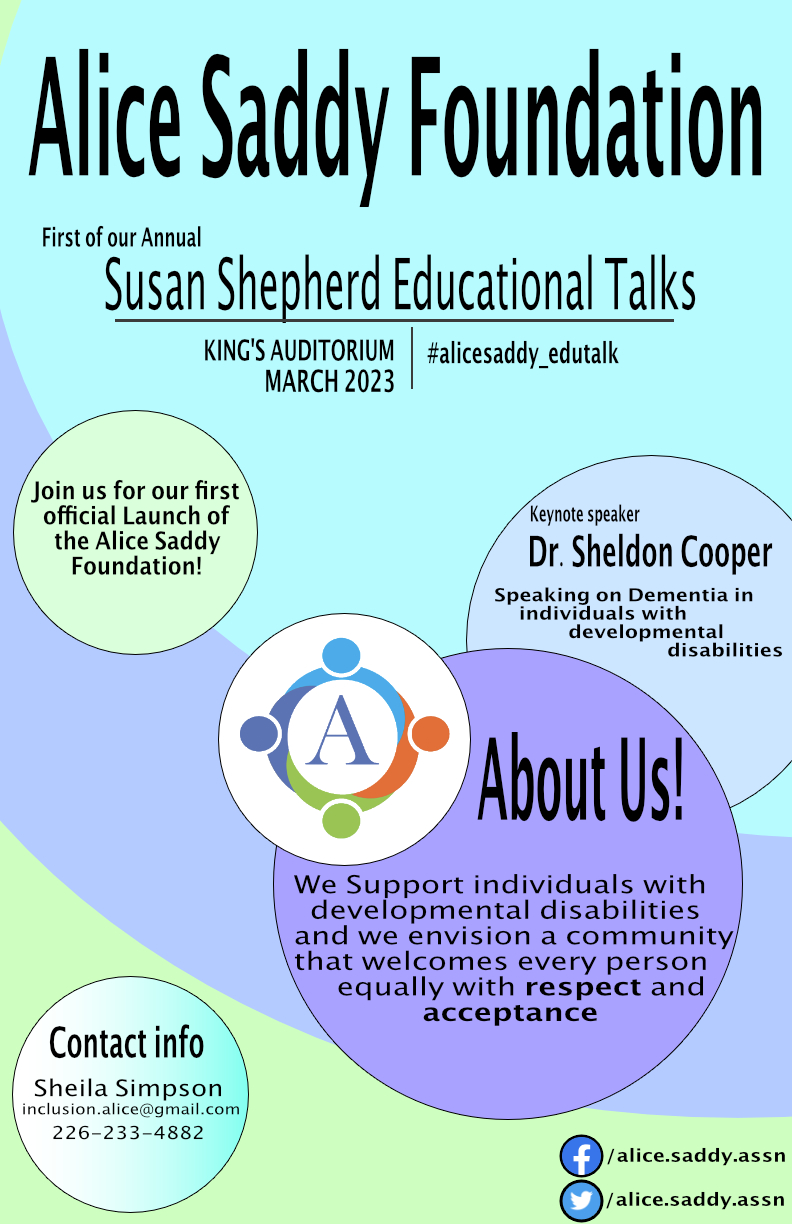 Alice Saddy Foundation
First of our Annual
Susan Shepherd Educational Talks
KING'S AUDITORIUM
MARCH 2023
#alicesaddy_edutalk
Join us for our first
official Launch of
the Alice Saddy
Foundation!
Keynote speaker
Dr. Sheldon Cooper
Speaking on Dementia in
individuals with
developmental
disabilities
A
About Us!
We Support individuals with
developmental disabilities
and we envision a community
that welcomes every person
equally with respect and
acceptance
Contact info
Sheila Simpson
inclusion.alice@gmail.com
226-233-4882
/alice.saddy.assn
/alice.saddy.assn